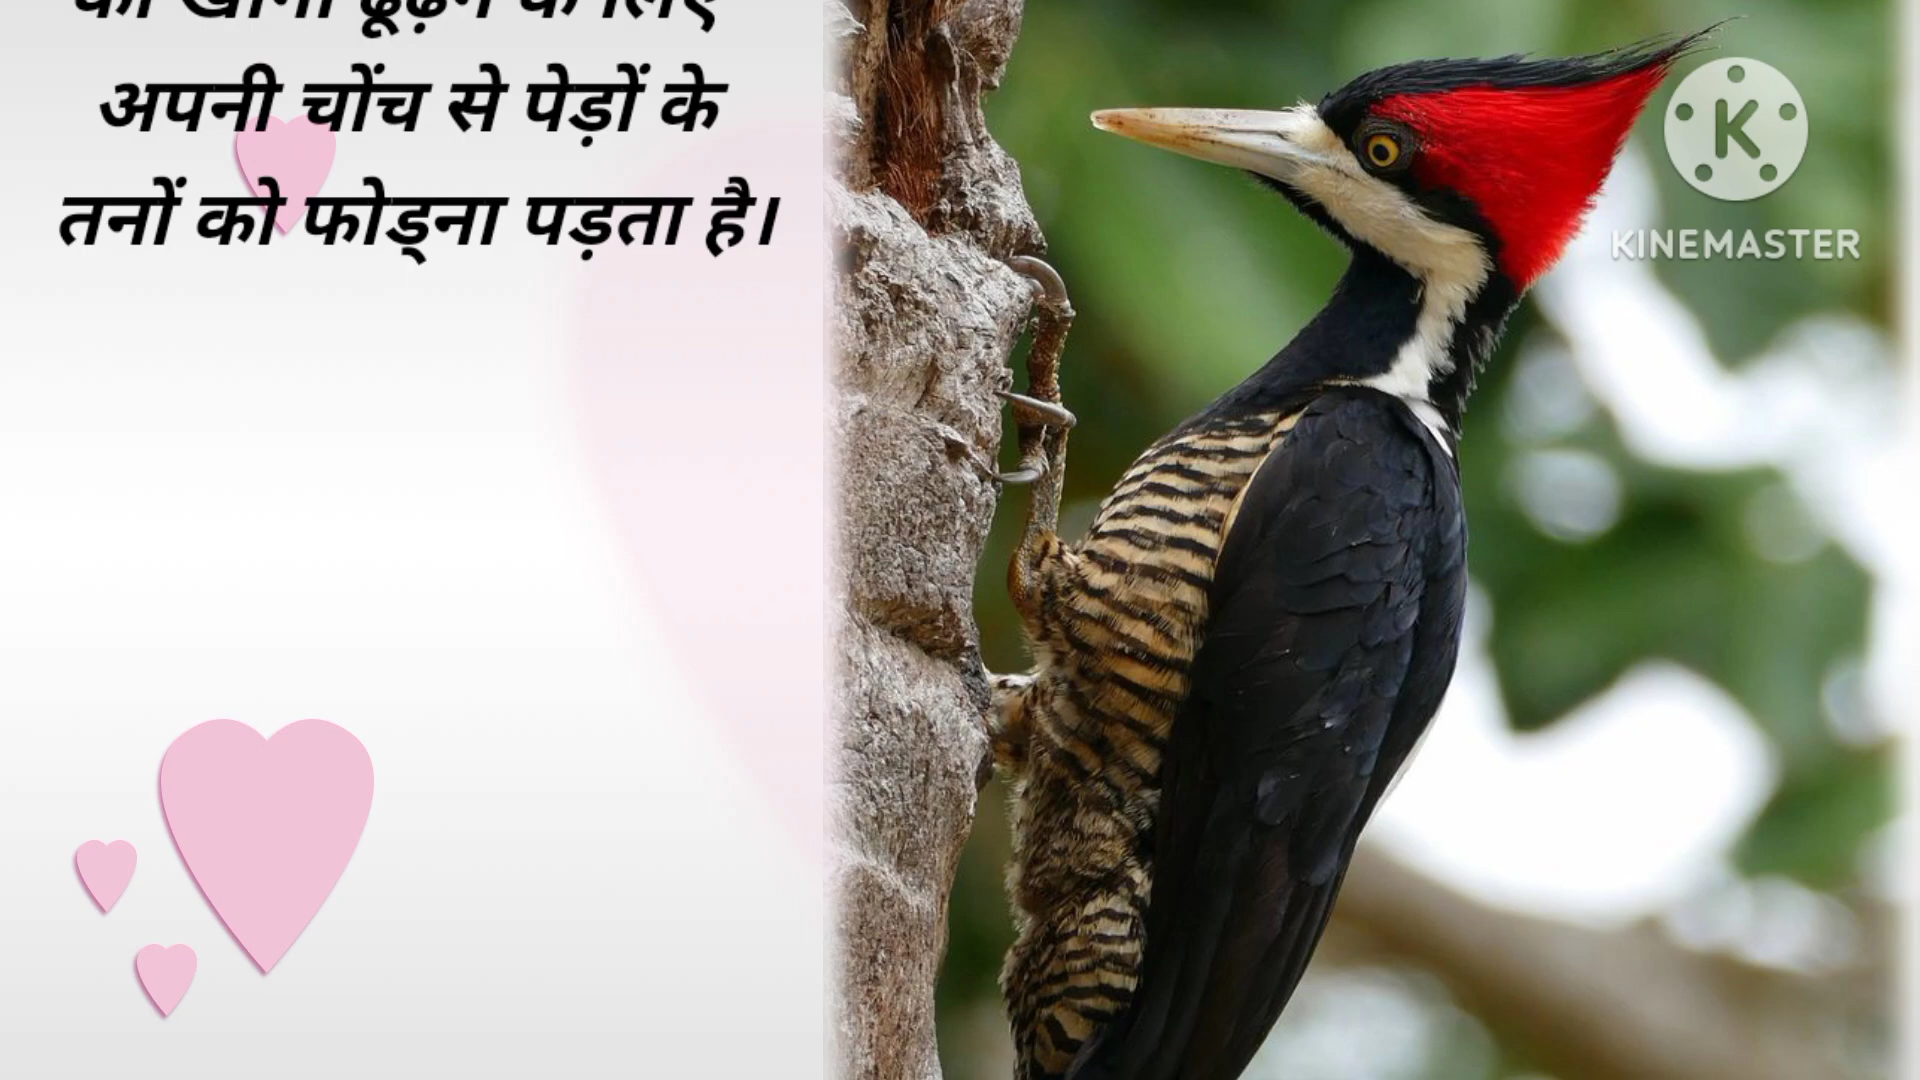 को खाना ढूंढ़ने के लिए
अपनी चोंच से पेड़ों के
तनों को फोड़्ना पड़ता है।
K
KINEMASTER